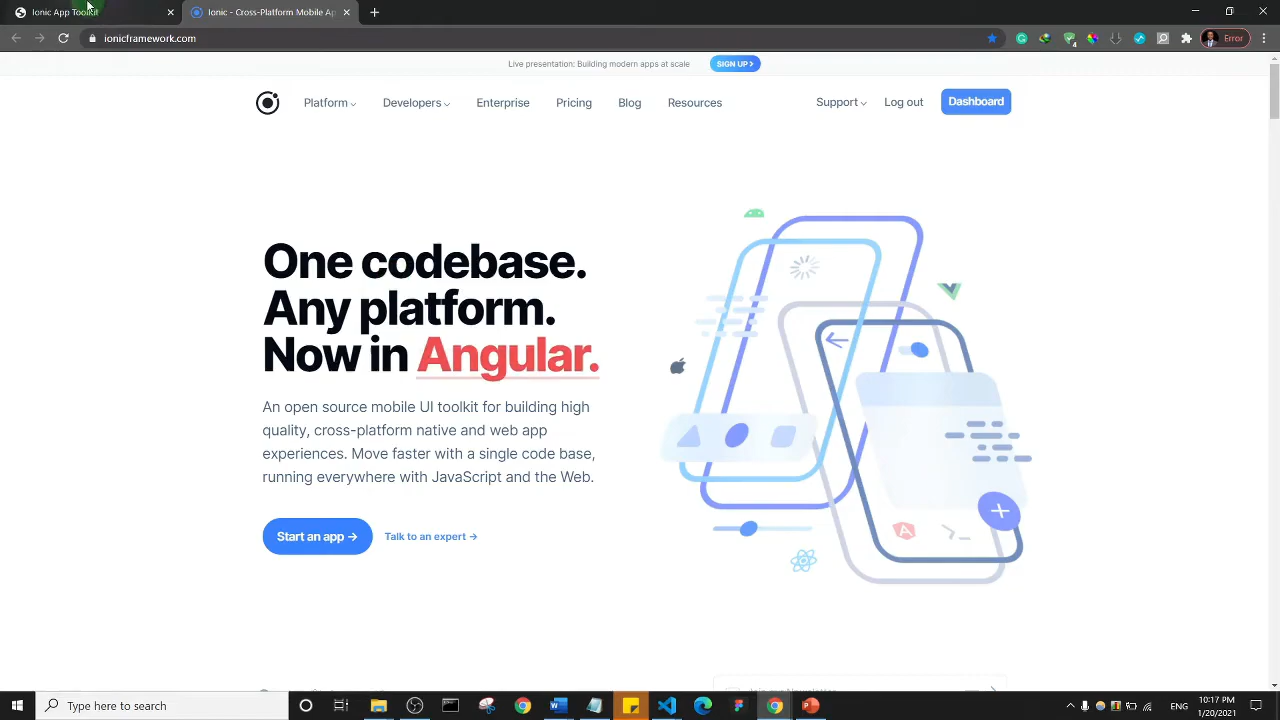 Ionic App Toolkit
Ionic - Cross-Platform Mobile Ap
ionicframework.com
Error
Live presentation: Building modern apps at scale
SIGN UP
Platform
Developers
Enterprise
Pricing
Blog
Resources
Support
Log out
Dashboard
One codebase.
Any platform.
Now in Angular.
An open source mobile UI toolkit for building high
quality, cross-platform native and web app
experiences. Move faster with a single code base,
running everywhere with JavaScript and the Web.
Start an app →
Talk to an expert →
Type here to search
ENG
10:17 PM
1/20/2021